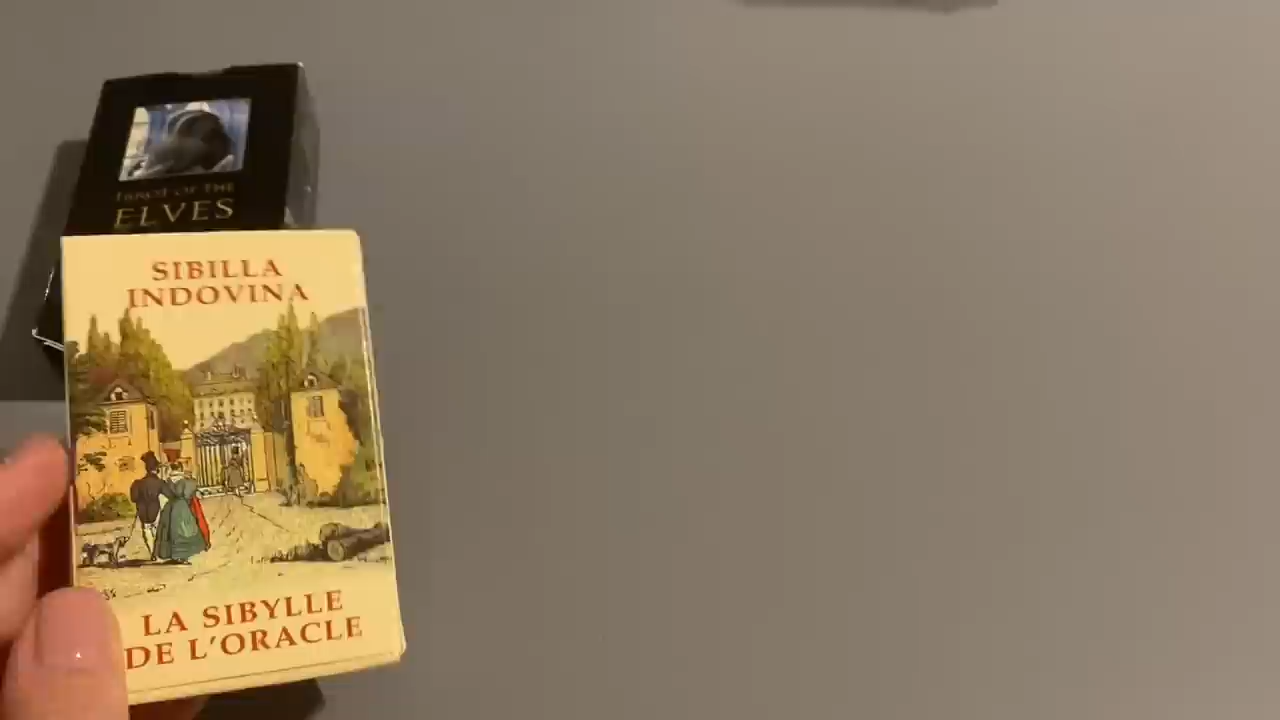 TAROT OF THE
ELVES
SIBILLA
INDOVINA
LA SIBYLLE
DE L'ORACLE